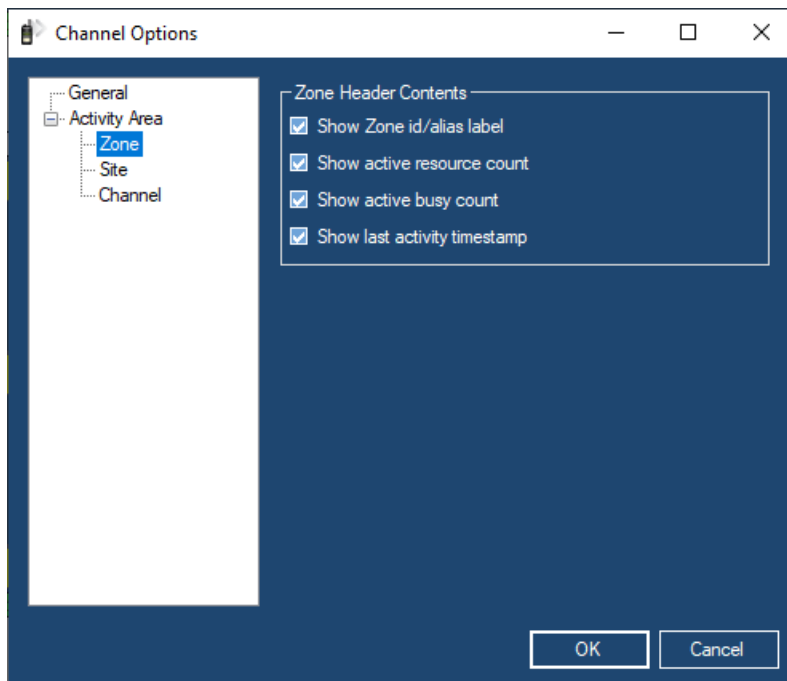 Channel Options
General
Activity Area
Zone
Site
Channel
Zone Header Contents
Show Zone id/alias label
Show active resource count
Show active busy count
Show last activity timestamp
OK
Cancel